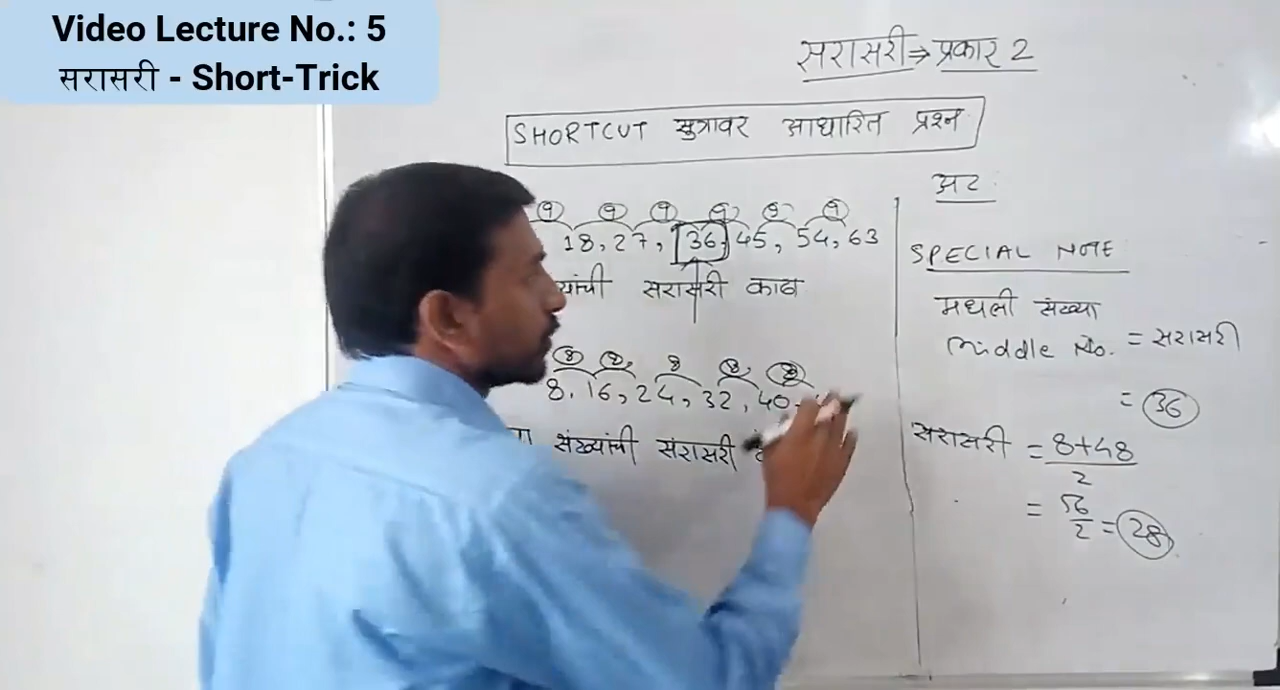 Video Lecture No.: 5
सरासरी - Short-Trick
सरासरी ⇒ प्रकार 2
SHORTCUT सुत्रावर आधारित प्रश्न
9 9 9 9 9 9
18, 27, 36, 45, 54, 63
सरासरी काढा
8 8 8 8 8
8, 16, 24, 32, 40,
संख्यांची सरासरी
अट:
SPECIAL NOTE
मधली संख्या
Middle No. = सरासरी
= 36
सरासरी = 8+48
2
= 56
2
= 28